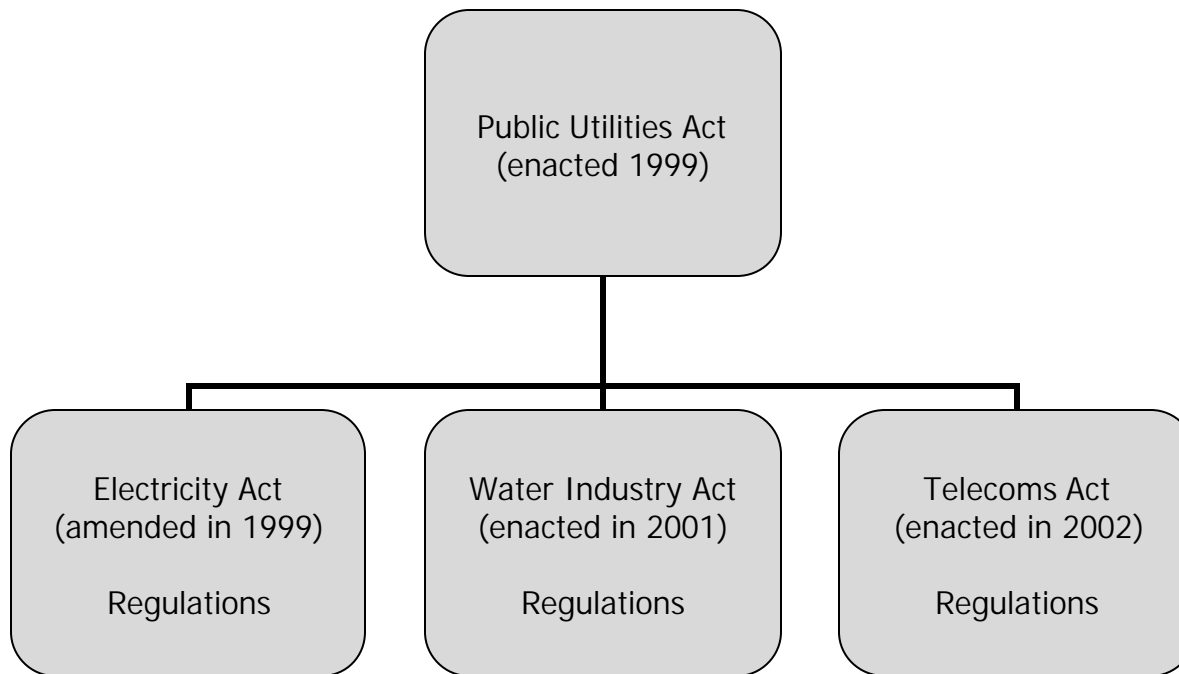 Public Utilities Act
(enacted 1999)
Electricity Act
(amended in 1999)
Regulations
Water Industry Act
(enacted in 2001)
Regulations
Telecoms Act
(enacted in 2002)
Regulations